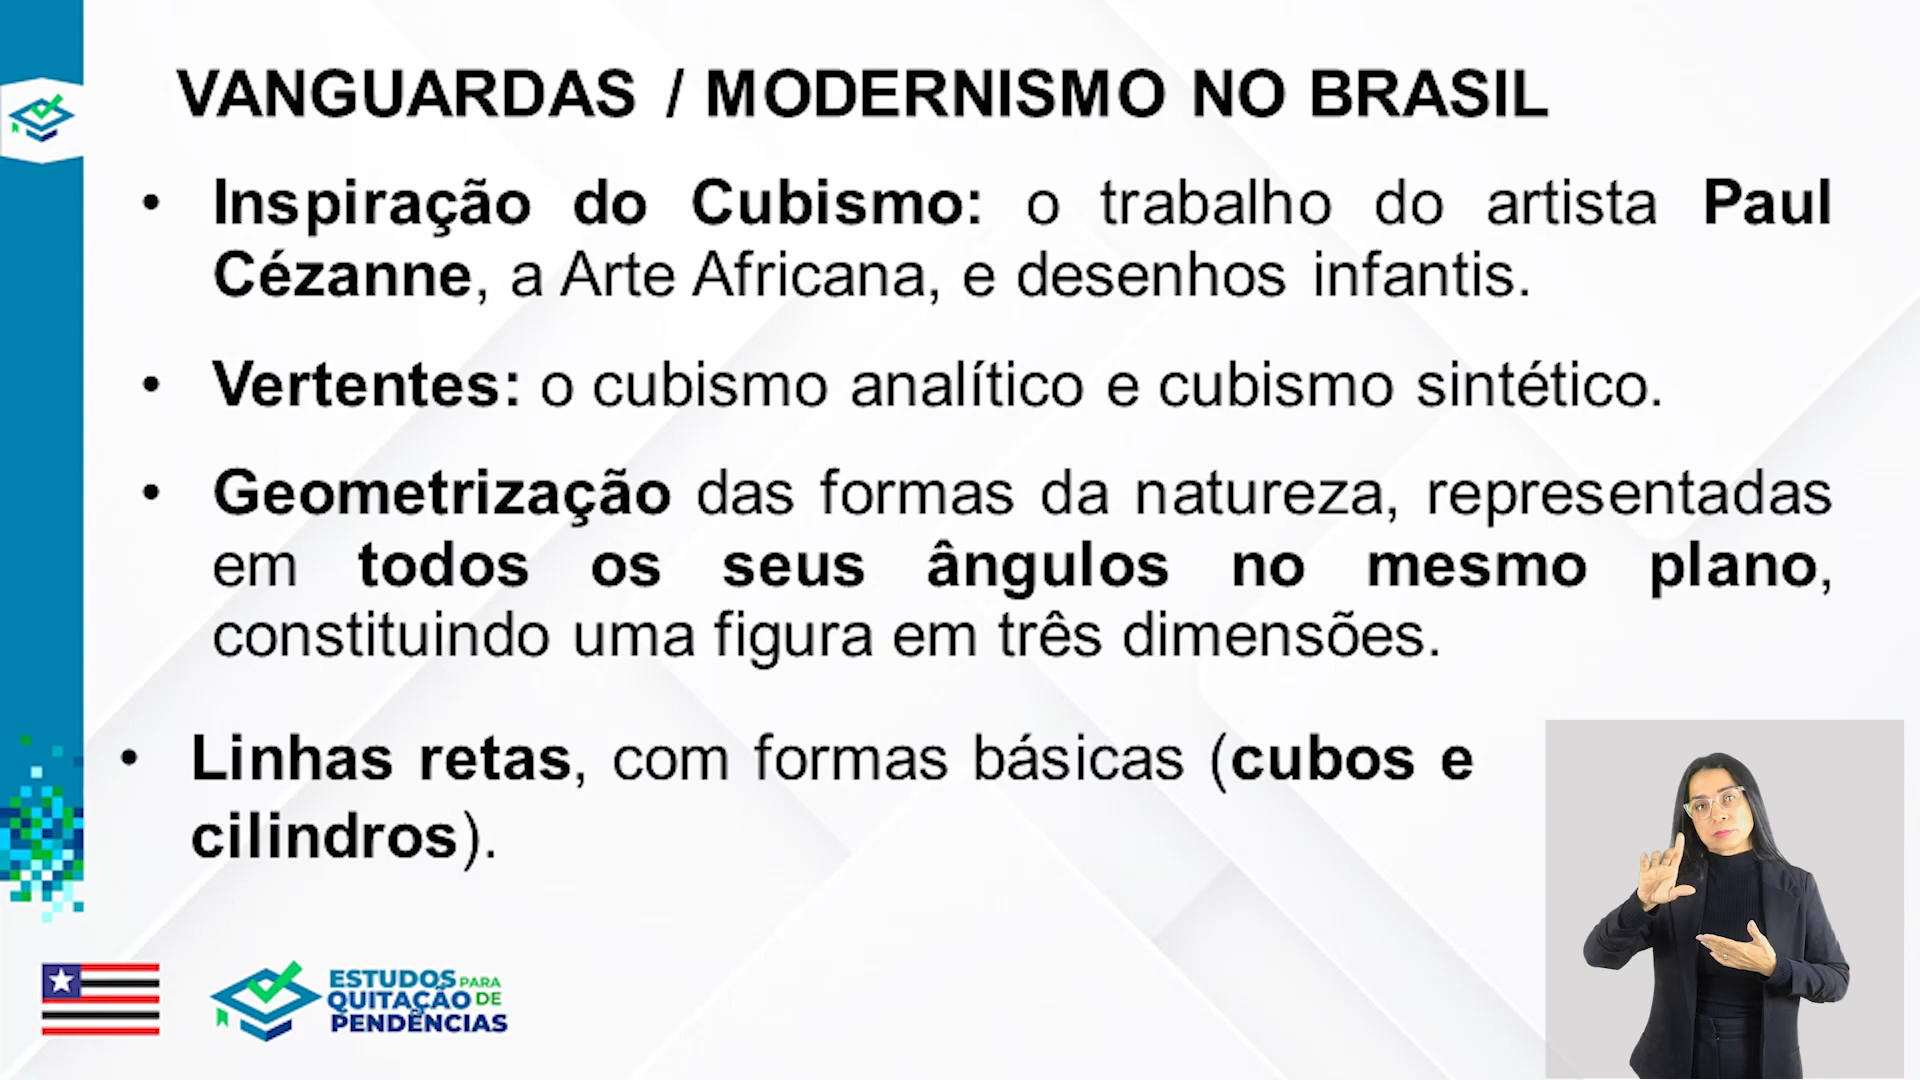 VANGUARDAS / MODERNISMO NO BRASIL
• Inspiração do Cubismo: o trabalho do artista Paul
Cézanne, a Arte Africana, e desenhos infantis.
• Vertentes: o cubismo analítico e cubismo sintético.
• Geometrização das formas da natureza, representadas
em todos os seus ângulos no mesmo plano,
constituindo uma figura em três dimensões.
• Linhas retas, com formas básicas (cubos e
cilindros).
ESTUDOS PARA
QUITAÇÃO DE
PENDÊNCIAS